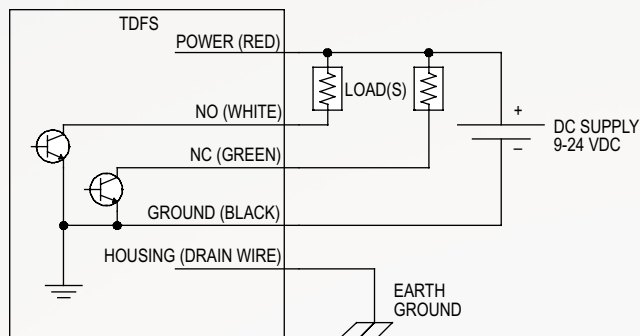 TDFS
POWER (RED)
LOAD(S)
NO (WHITE)
+
DC SUPPLY
9-24 VDC
–
NC (GREEN)
GROUND (BLACK)
HOUSING (DRAIN WIRE)
EARTH
GROUND